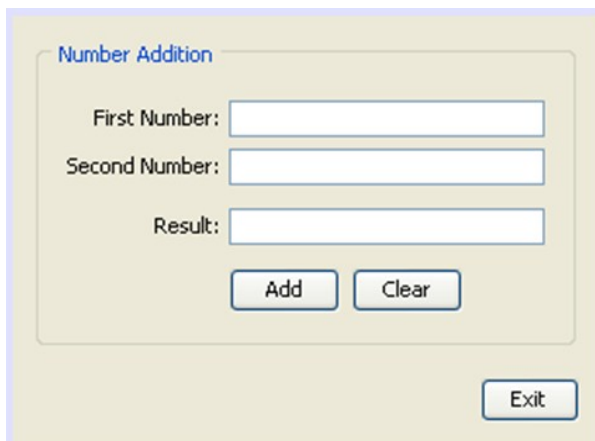 Number Addition
First Number:
Second Number:
Result:
Add Clear
Exit